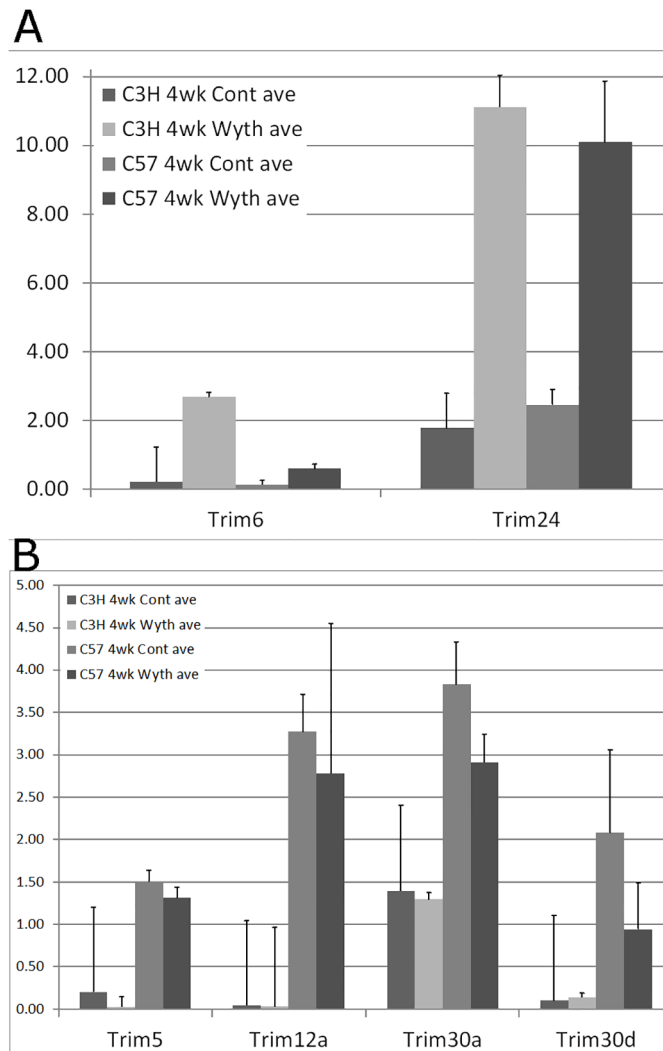 A
12.00
10.00
8.00
6.00
4.00
2.00
0.00
C3H 4wk Cont ave
C3H 4wk Wyth ave
C57 4wk Cont ave
C57 4wk Wyth ave
Trim6 Trim24
B
5.00
4.50
4.00
3.50
3.00
2.50
2.00
1.50
1.00
0.50
0.00
C3H 4wk Cont ave
C3H 4wk Wyth ave
C57 4wk Cont ave
C57 4wk Wyth ave
Trim5 Trim12a Trim30a Trim30d